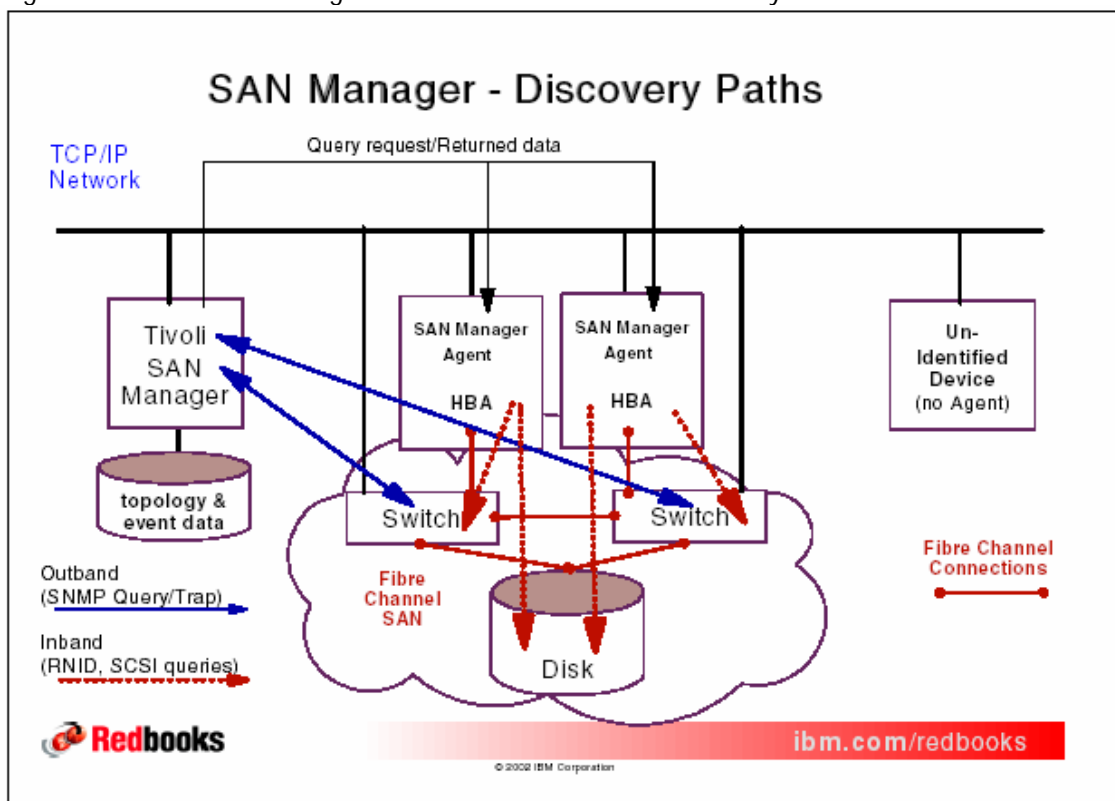 SAN Manager - Discovery Paths
Query request/Returned data
TCP/IP
Network
Tivoli
SAN
Manager
SAN Manager
Agent
HBA
SAN Manager
Agent
HBA
Un-
Identified
Device
(no Agent)
topology &
event data
Switch
Switch
Fibre
Channel
SAN
Disk
Fibre Channel
Connections
Outband
(SNMP Query/Trap)
Inband
(RNID, SCSI queries)
Redbooks
ibm.com/redbooks
© 2002 IBM Corporation